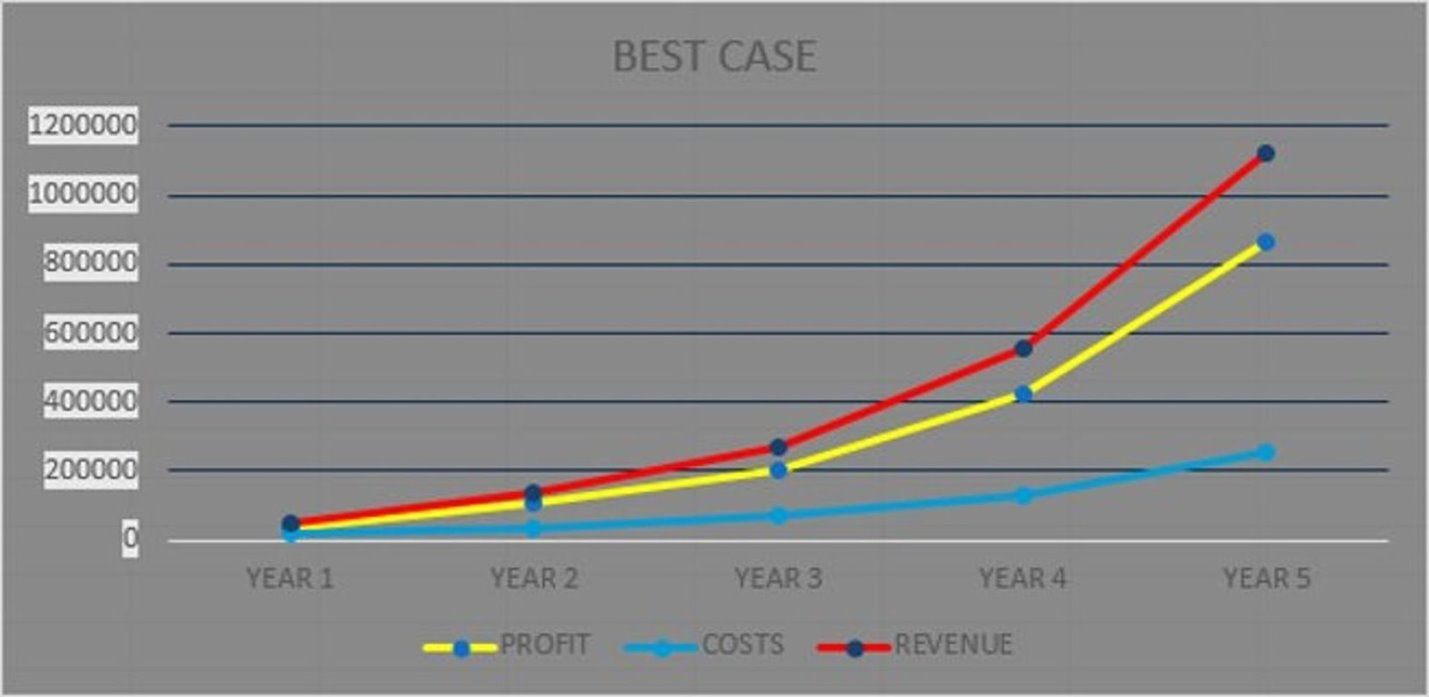 BEST CASE
1200000
1000000
800000
600000
400000
200000
0
YEAR 1 YEAR 2 YEAR 3 YEAR 4 YEAR 5
PROFIT COSTS REVENUE